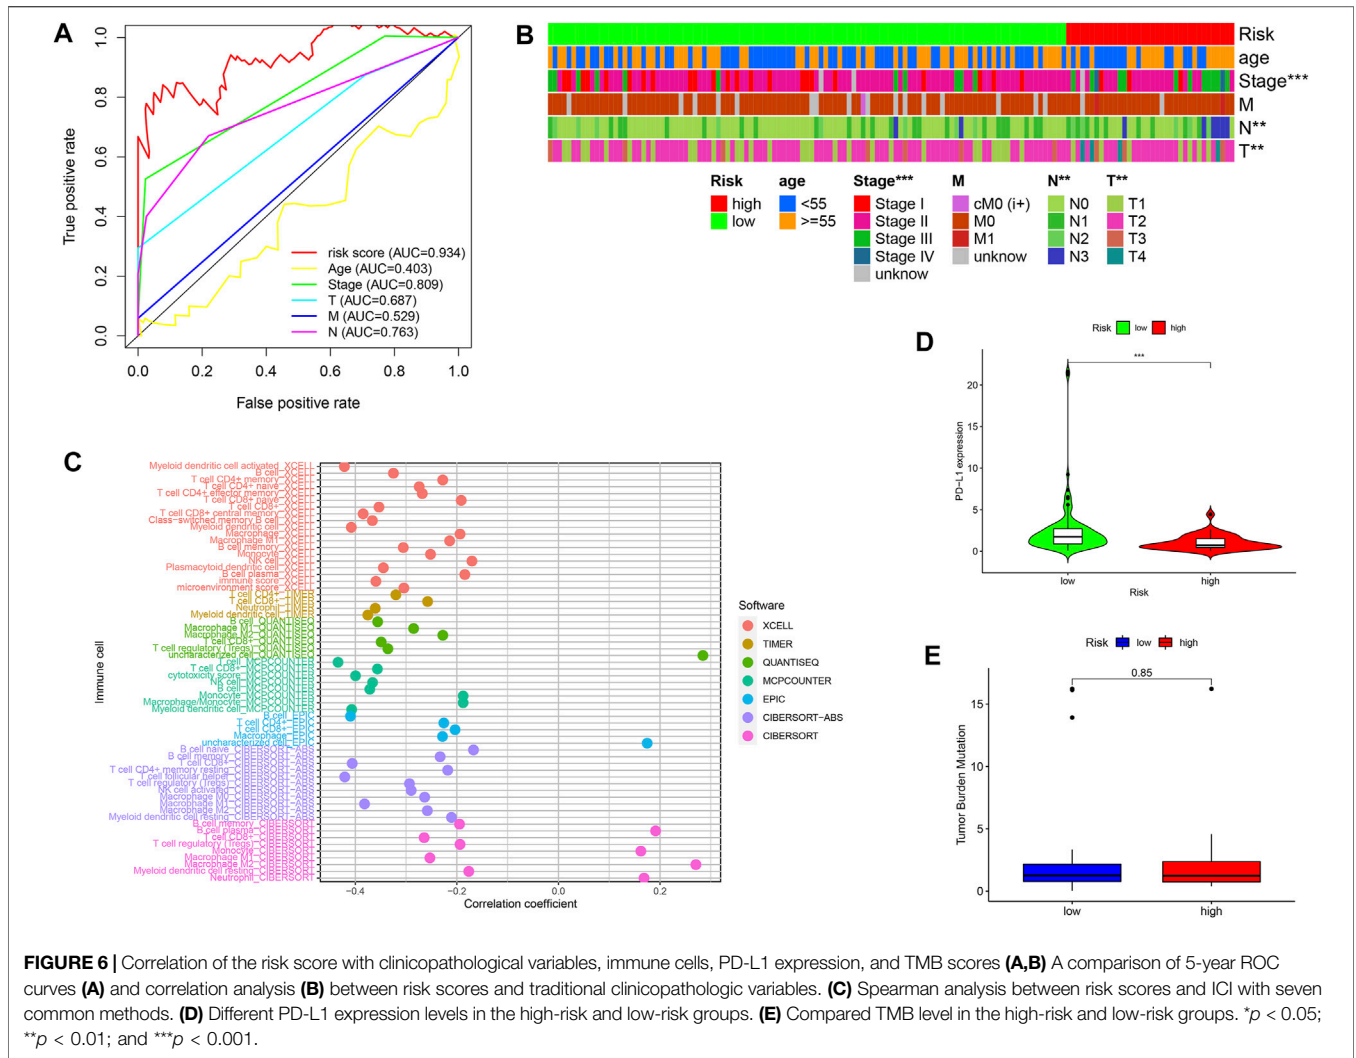 A
1.0
0.8
0.6
0.4
0.2
0.0
True positive rate
risk score (AUC=0.934)
Age (AUC=0.403)
Stage (AUC=0.809)
T (AUC=0.687)
M (AUC=0.529)
N (AUC=0.763)
0.0 0.2 0.4 0.6 0.8 1.0
False positive rate
B
Risk
age
Stage***
M
N**
T**
Risk age Stage*** M N** T**
high <55 Stage I cM0 (i+) N0 T1
low >=55 Stage II M0 N1 T2
Stage III M1 N2 T3
Stage IV unknow N3 T4
unknow
C
Immune cell
Myeloid dendritic cell activated_XCELL
B cell_XCELL
T cell CD4+ memory_XCELL
T cell CD4+ naive_XCELL
T cell CD4+ effector memory_XCELL
T cell CD8+ naive_XCELL
T cell CD8+_XCELL
T cell CD8+ central memory_XCELL
Class-switched memory B cell_XCELL
Myeloid dendritic cell_XCELL
Macrophage_XCELL
Macrophage M1_XCELL
B cell memory_XCELL
Monocyte_XCELL
NK cell_XCELL
Plasmacytoid dendritic cell_XCELL
B cell plasma_XCELL
immune score_XCELL
microenvironment score_XCELL
T cell CD4+_TIMER
T cell CD8+_TIMER
Neutrophil_TIMER
Myeloid dendritic cell_TIMER
B cell_QUANTISEQ
Macrophage M1_QUANTISEQ
Macrophage M2_QUANTISEQ
T cell CD8+_QUANTISEQ
T cell regulatory (Tregs)_QUANTISEQ
uncharacterized cell_QUANTISEQ
T cell_MCPCOUNTER
T cell CD8+_MCPCOUNTER
cytotoxicity score_MCPCOUNTER
NK cell_MCPCOUNTER
B cell_MCPCOUNTER
Monocyte_MCPCOUNTER
Macrophage/Monocyte_MCPCOUNTER
Myeloid dendritic cell_MCPCOUNTER
B cell_EPIC
T cell CD4+_EPIC
T cell CD8+_EPIC
Macrophage_EPIC
uncharacterized cell_EPIC
B cell naive_CIBERSORT-ABS
B cell memory_CIBERSORT-ABS
T cell CD8+_CIBERSORT-ABS
T cell CD4+ memory resting_CIBERSORT-ABS
T cell follicular helper_CIBERSORT-ABS
T cell regulatory (Tregs)_CIBERSORT-ABS
NK cell activated_CIBERSORT-ABS
Macrophage M0_CIBERSORT-ABS
Macrophage M1_CIBERSORT-ABS
Macrophage M2_CIBERSORT-ABS
Myeloid dendritic cell resting_CIBERSORT-ABS
B cell memory_CIBERSORT
B cell plasma_CIBERSORT
T cell CD8+_CIBERSORT
T cell regulatory (Tregs)_CIBERSORT
Monocyte_CIBERSORT
Macrophage M1_CIBERSORT
Macrophage M2_CIBERSORT
Myeloid dendritic cell resting_CIBERSORT
Neutrophil_CIBERSORT
−0.4 −0.2 0.0 0.2
Correlation coefficient
Software
XCELL
TIMER
QUANTISEQ
MCPCOUNTER
EPIC
CIBERSORT−ABS
CIBERSORT
D
Risk low high
***
20
15
10
5
0
PD−L1 expression
low high
Risk
E
Risk low high
0.85
15
10
5
0
Tumor Burden Mutation
low high
FIGURE 6 | Correlation of the risk score with clinicopathological variables, immune cells, PD-L1 expression, and TMB scores (A,B) A comparison of 5-year ROC
curves (A) and correlation analysis (B) between risk scores and traditional clinicopathologic variables. (C) Spearman analysis between risk scores and ICI with seven
common methods. (D) Different PD-L1 expression levels in the high-risk and low-risk groups. (E) Compared TMB level in the high-risk and low-risk groups. *p < 0.05;
**p < 0.01; and ***p < 0.001.